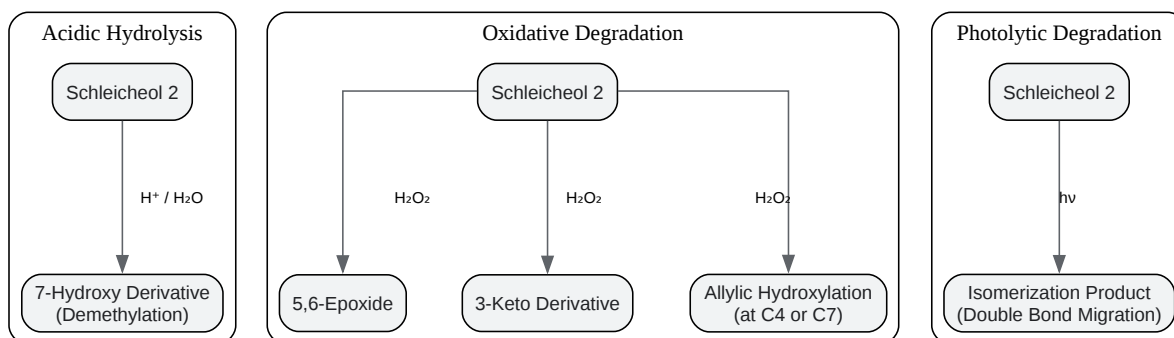 Acidic Hydrolysis
Schleicheol 2
H⁺ / H₂O
7-Hydroxy Derivative
(Demethylation)
Oxidative Degradation
Schleicheol 2
H₂O₂
H₂O₂
H₂O₂
5,6-Epoxide
3-Keto Derivative
Allylic Hydroxylation
(at C4 or C7)
Photolytic Degradation
Schleicheol 2
hν
Isomerization Product
(Double Bond Migration)